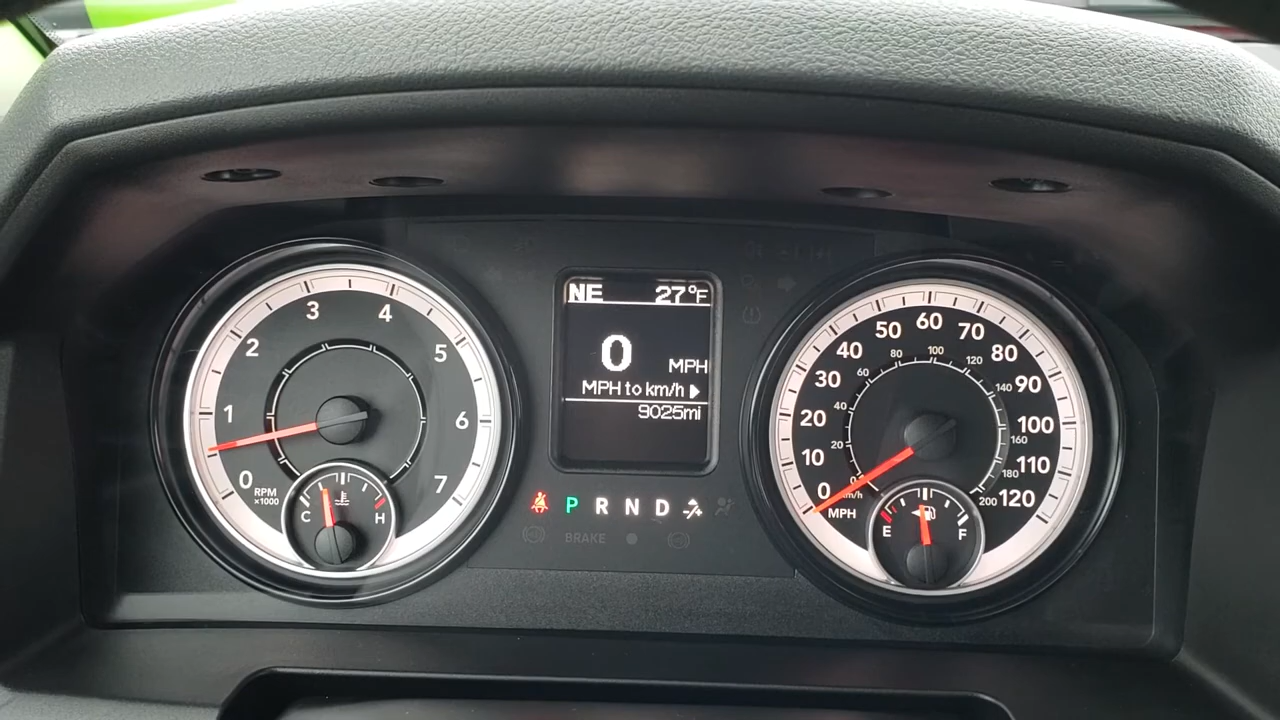 NE 27°F
0 MPH
MPH to km/h
9025mi
0 1 2 3 4 5 6 7
RPM
×1000
C H
P R N D
BRAKE
0 10 20 30 40 50 60 70 80 90 100 110 120
MPH
0 20 40 60 80 100 120 140 160 180 200
km/h
E F